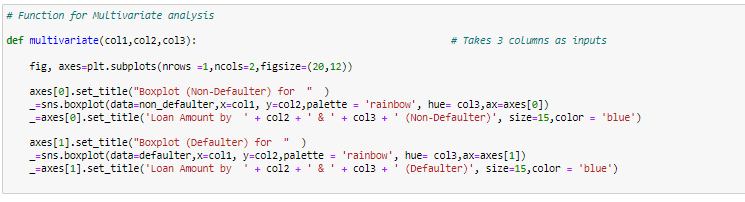 # Function for Multivariate analysis
def multivariate(col1,col2,col3): # Takes 3 columns as inputs
fig, axes=plt.subplots(nrows =1,ncols=2,figsize=(20,12))
axes[0].set_title("Boxplot (Non-Defaulter) for  "  )
_=sns.boxplot(data=non_defaulter,x=col1, y=col2,palette = 'rainbow', hue= col3,ax=axes[0])
_=axes[0].set_title('Loan Amount by  ' + col2 + ' & ' + col3 + ' (Non-Defaulter)', size=15,color = 'blue')
axes[1].set_title("Boxplot (Defaulter) for  "  )
_=sns.boxplot(data=defaulter,x=col1, y=col2,palette = 'rainbow', hue= col3,ax=axes[1])
_=axes[1].set_title('Loan Amount by  ' + col2 + ' & ' + col3 + ' (Defaulter)', size=15,color = 'blue')